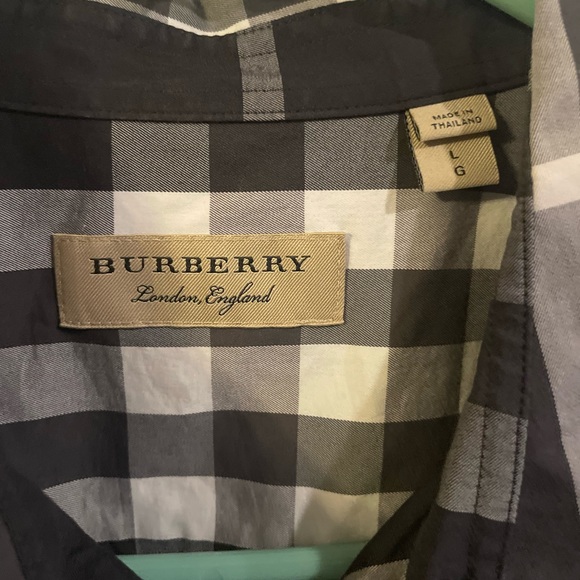 MADE IN
THAILAND
L
G
BURBERRY
London, England